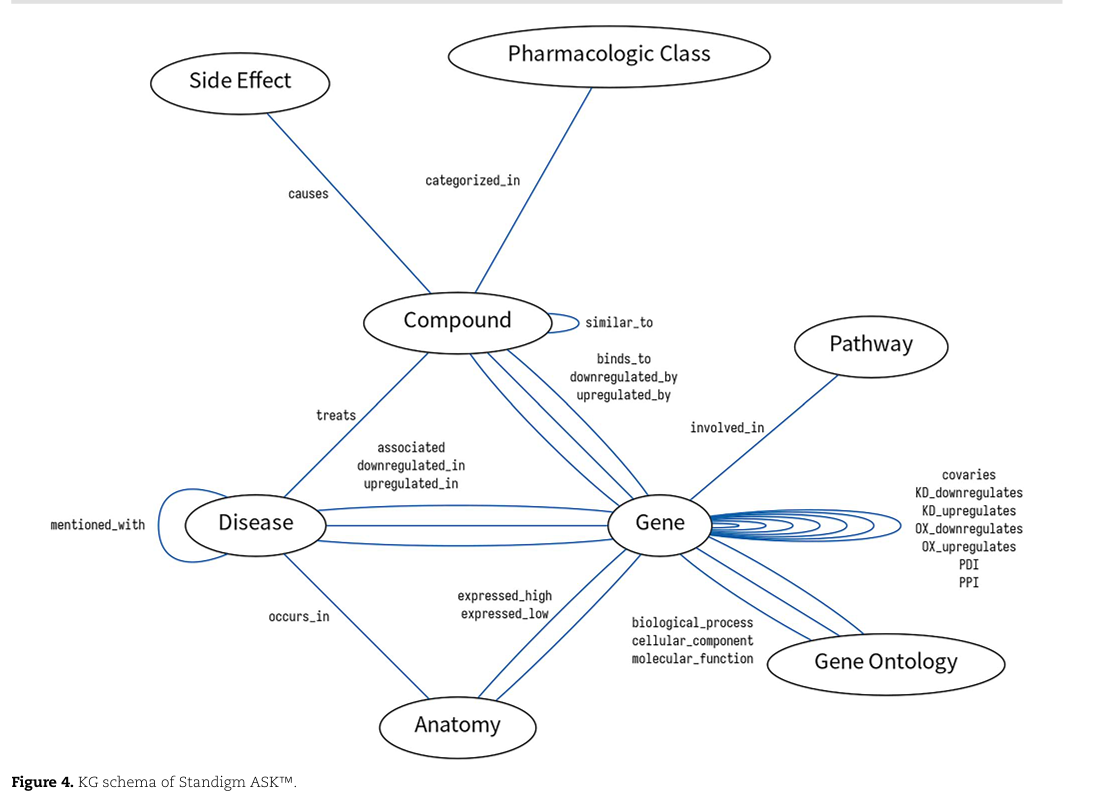 Pharmacologic Class
Side Effect
categorized_in
causes
Compound
similar_to
Pathway
binds_to
downregulated_by
upregulated_by
treats
involved_in
associated
downregulated_in
upregulated_in
covaries
KD_downregulates
KD_upregulates
OX_downregulates
OX_upregulates
PDI
PPI
mentioned_with
Disease
Gene
expressed_high
expressed_low
occurs_in
biological_process
cellular_component
molecular_function
Gene Ontology
Anatomy
Figure 4. KG schema of Standigm ASK™.